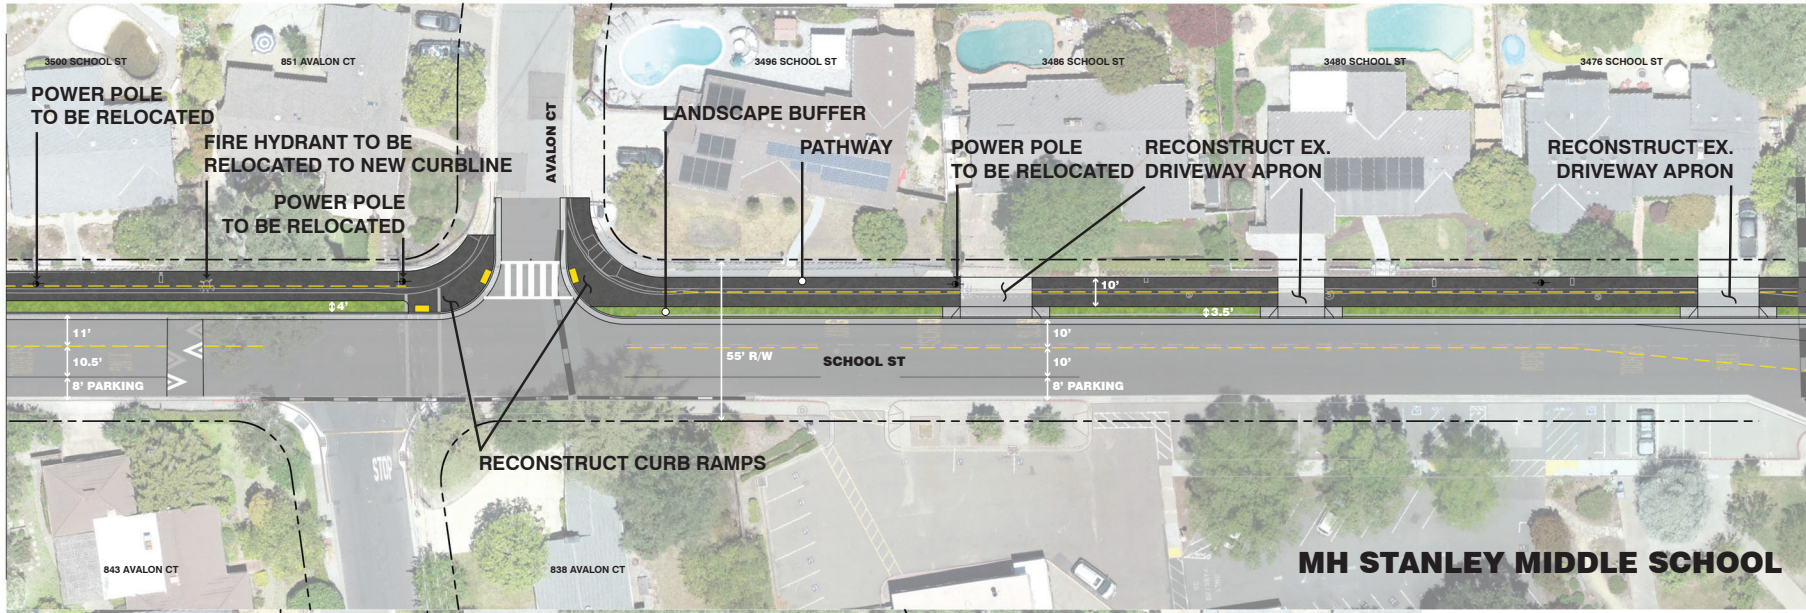 3500 SCHOOL ST
851 AVALON CT
3496 SCHOOL ST
3486 SCHOOL ST
3480 SCHOOL ST
3476 SCHOOL ST
POWER POLE
TO BE RELOCATED
FIRE HYDRANT TO BE
RELOCATED TO NEW CURBLINE
POWER POLE
TO BE RELOCATED
AVALON CT
LANDSCAPE BUFFER
PATHWAY
POWER POLE
TO BE RELOCATED
RECONSTRUCT EX.
DRIVEWAY APRON
RECONSTRUCT EX.
DRIVEWAY APRON
10'
4'
3.5'
11'
10.5'
8' PARKING
55' R/W
SCHOOL ST
10'
10'
8' PARKING
STOP
RECONSTRUCT CURB RAMPS
843 AVALON CT
838 AVALON CT
MH STANLEY MIDDLE SCHOOL